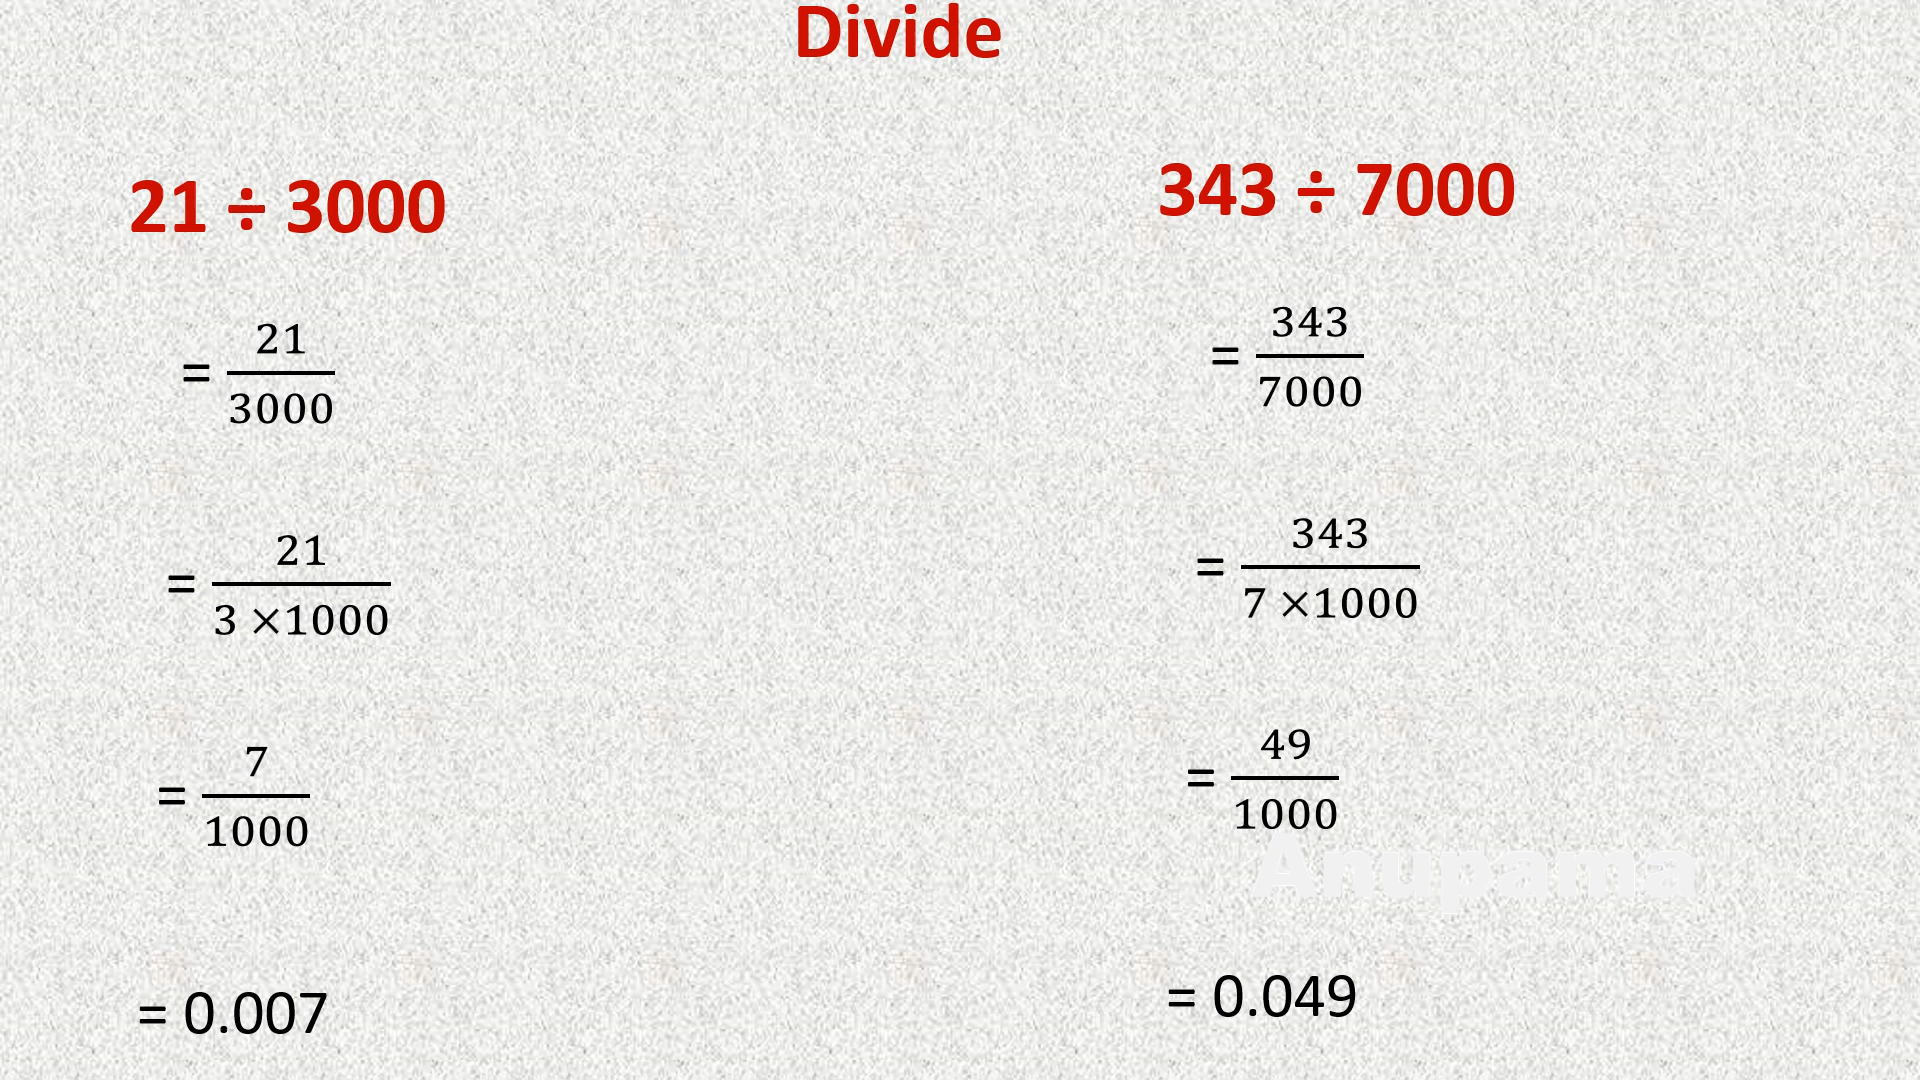 Divide
21 ÷ 3000
= 21/3000
= 21/3 ×1000
= 7/1000
= 0.007
343 ÷ 7000
= 343/7000
= 343/7 ×1000
= 49/1000
Anupama
= 0.049